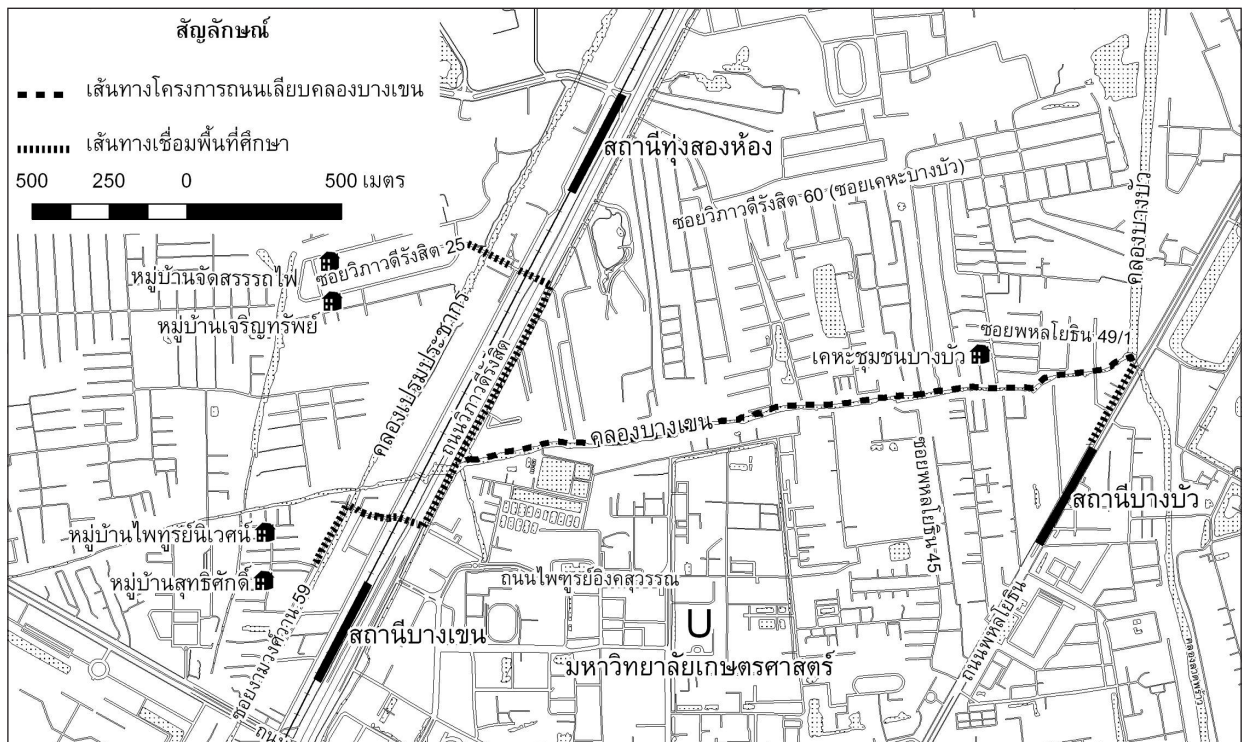 สัญลักษณ์
เส้นทางโครงการถนนเลียบคลองบางเขน
เส้นทางเชื่อมพื้นที่ศึกษา
500 250 0 500 เมตร
สถานีทุ่งสองห้อง
ซอยวิภาวดีรังสิต 60 (ซอยเคหะบางบัว)
คลองบางบัว
ซอยวิภาวดีรังสิต 25
หมู่บ้านจัดสรรรถไฟ
หมู่บ้านเจริญทรัพย์
คลองเปรมประชากร
ถนนวิภาวดีรังสิต
ซอยพหลโยธิน 49/1
เคหะชุมชนบางบัว
คลองบางเขน
ซอยพหลโยธิน 45
สถานีบางบัว
หมู่บ้านไพทูรย์นิเวศน์
หมู่บ้านสุทธิศักดิ์
ถนนไพฑูรย์อิงคสุวรรณ
ซอยงามวงศ์วาน 59
สถานีบางเขน
U
มหาวิทยาลัยเกษตรศาสตร์
ถนนพหลโยธิน
คลองลาดพร้าว